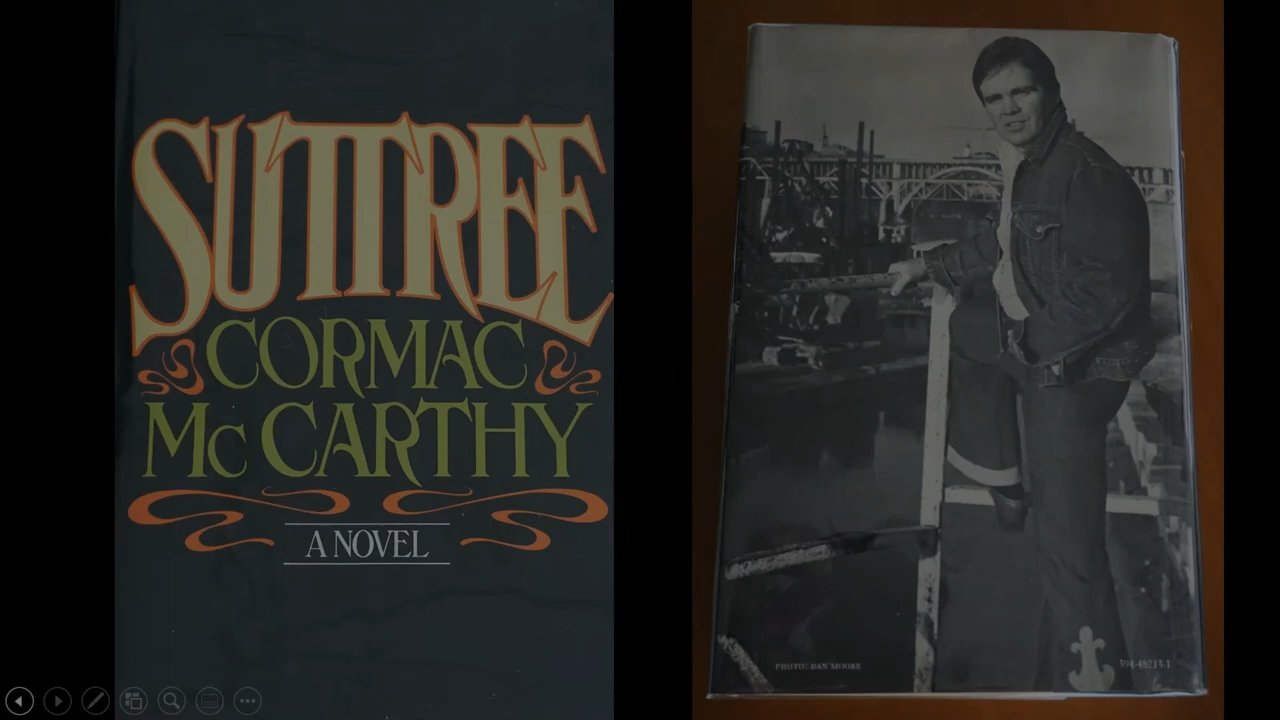 SUTTREE
CORMAC
MCCARTHY
A NOVEL
PHOTO: DAN MOORE
394-48213-1